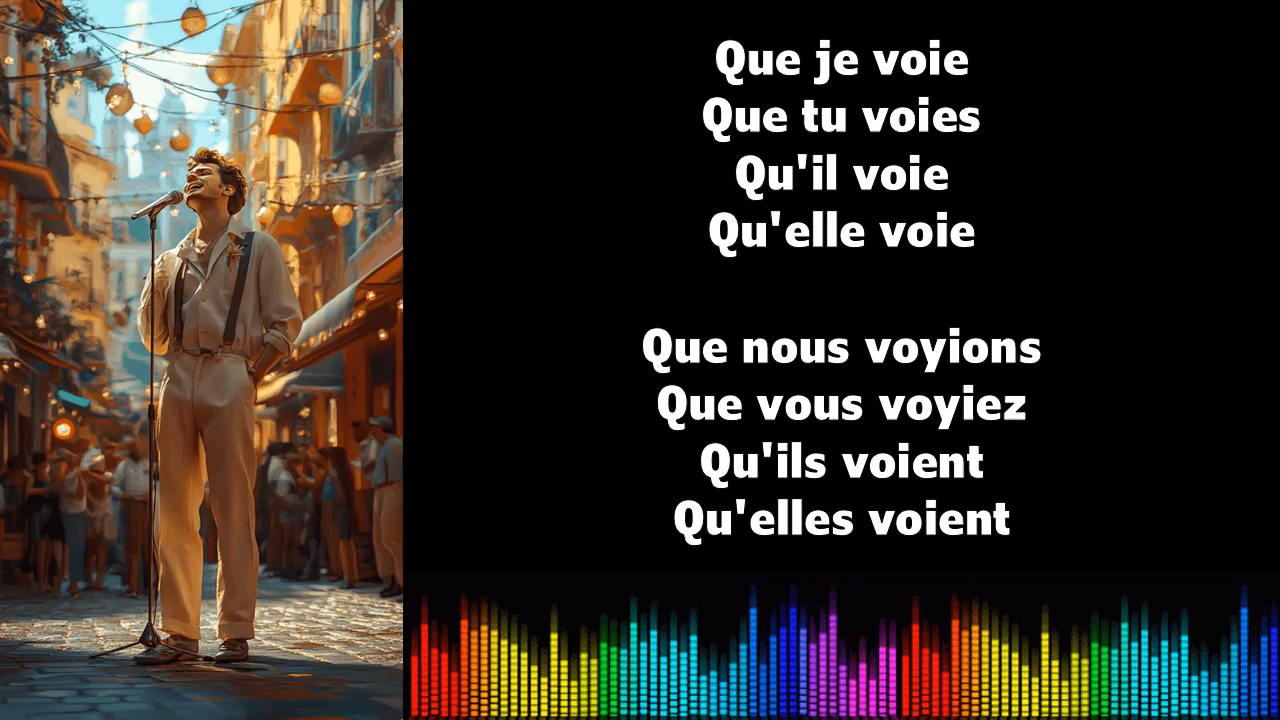 Que je voie
Que tu voies
Qu'il voie
Qu'elle voie
Que nous voyions
Que vous voyiez
Qu'ils voient
Qu'elles voient